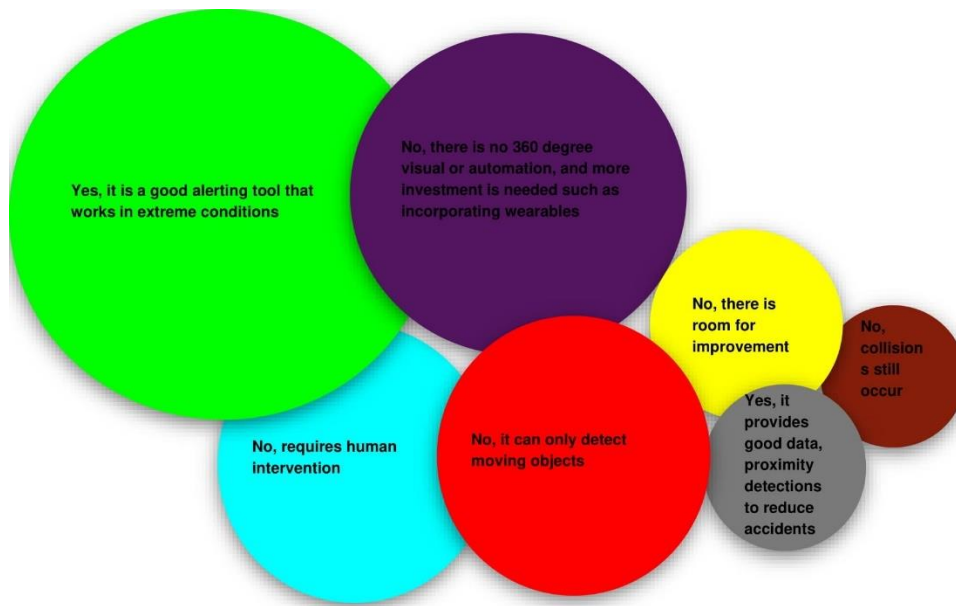 Yes, it is a good alerting tool that
works in extreme conditions
No, there is no 360 degree
visual or automation, and more
investment is needed such as
incorporating wearables
No, there is
room for
improvement
No,
collision
s still
occur
No, requires human
intervention
No, it can only detect
moving objects
Yes, it
provides
good data,
proximity
detections
to reduce
accidents